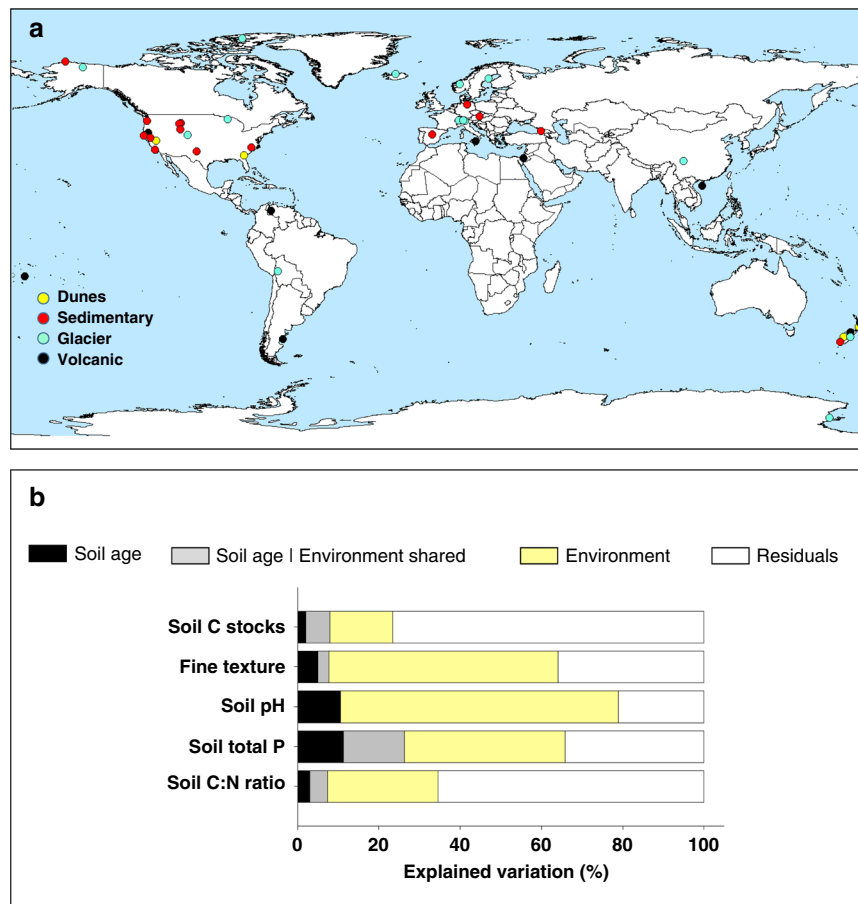 a
Dunes
Sedimentary
Glacier
Volcanic
b
Soil age
Soil age | Environment shared
Environment
Residuals
Soil C stocks
Fine texture
Soil pH
Soil total P
Soil C:N ratio
0 20 40 60 80 100
Explained variation (%)